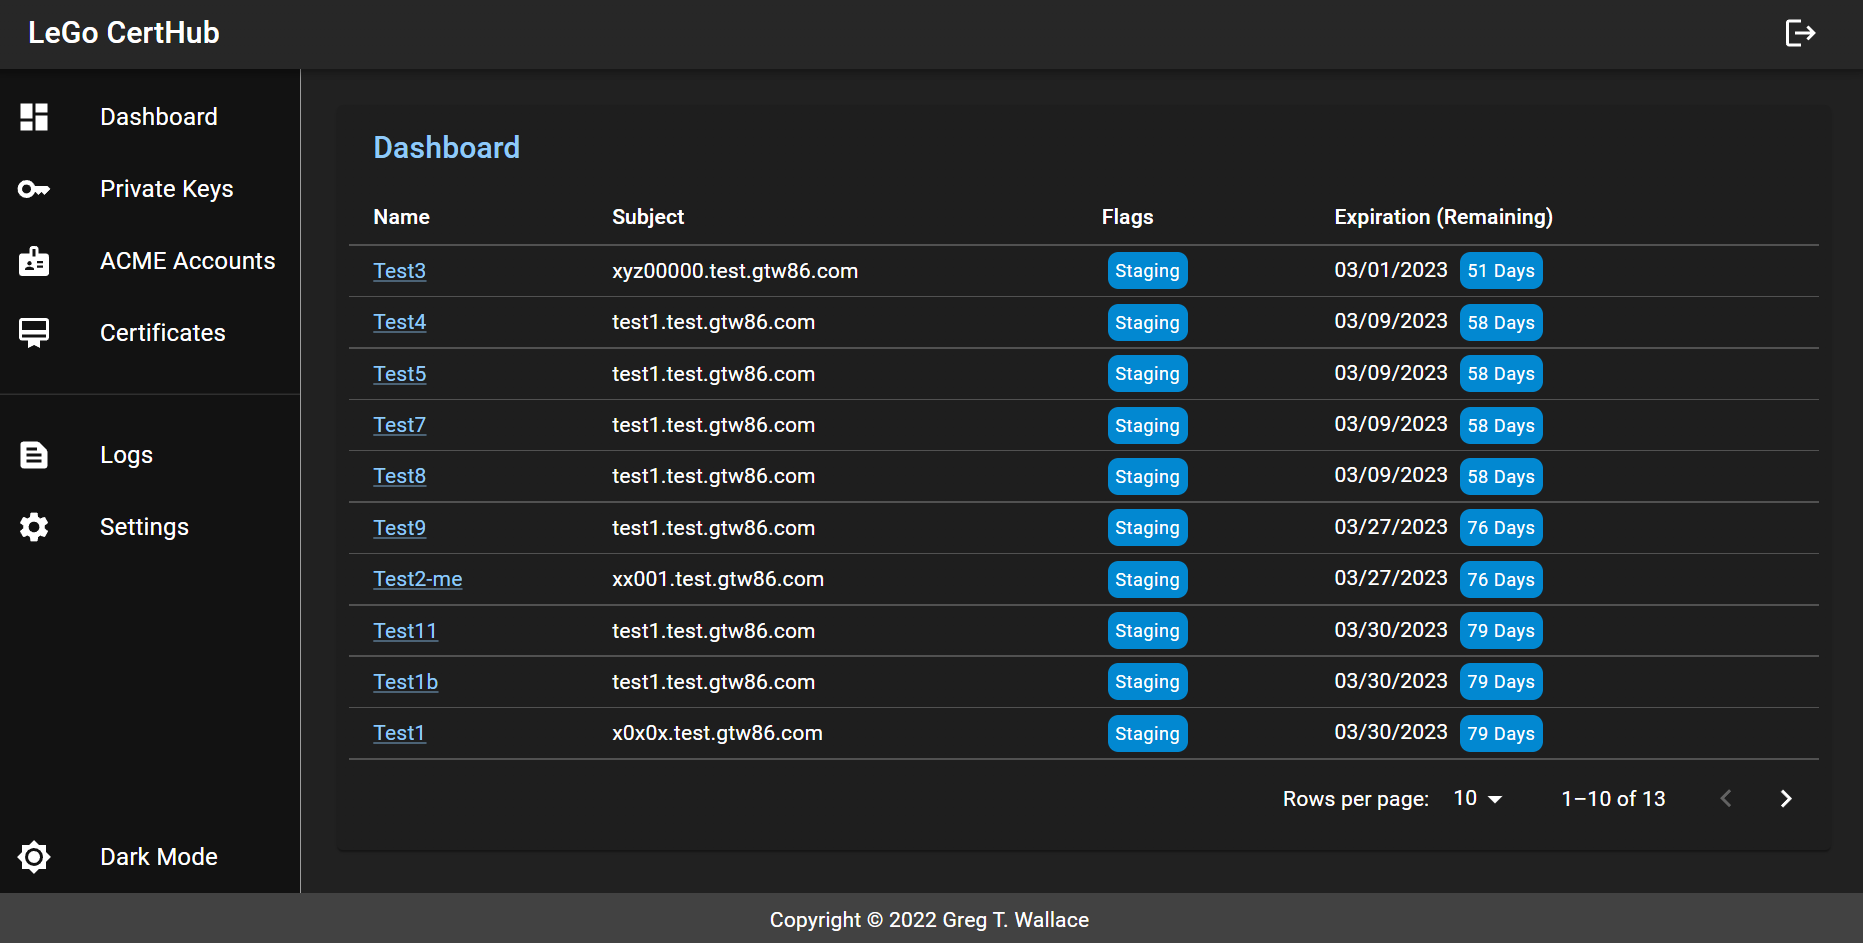 LeGo CertHub
Dashboard
Private Keys
ACME Accounts
Certificates
Logs
Settings
Dark Mode
Dashboard
Name Subject Flags Expiration (Remaining)
Test3 xyz00000.test.gtw86.com Staging 03/01/2023 51 Days
Test4 test1.test.gtw86.com Staging 03/09/2023 58 Days
Test5 test1.test.gtw86.com Staging 03/09/2023 58 Days
Test7 test1.test.gtw86.com Staging 03/09/2023 58 Days
Test8 test1.test.gtw86.com Staging 03/09/2023 58 Days
Test9 test1.test.gtw86.com Staging 03/27/2023 76 Days
Test2-me xx001.test.gtw86.com Staging 03/27/2023 76 Days
Test11 test1.test.gtw86.com Staging 03/30/2023 79 Days
Test1b test1.test.gtw86.com Staging 03/30/2023 79 Days
Test1 x0x0x.test.gtw86.com Staging 03/30/2023 79 Days
Rows per page: 10 1–10 of 13
Copyright © 2022 Greg T. Wallace